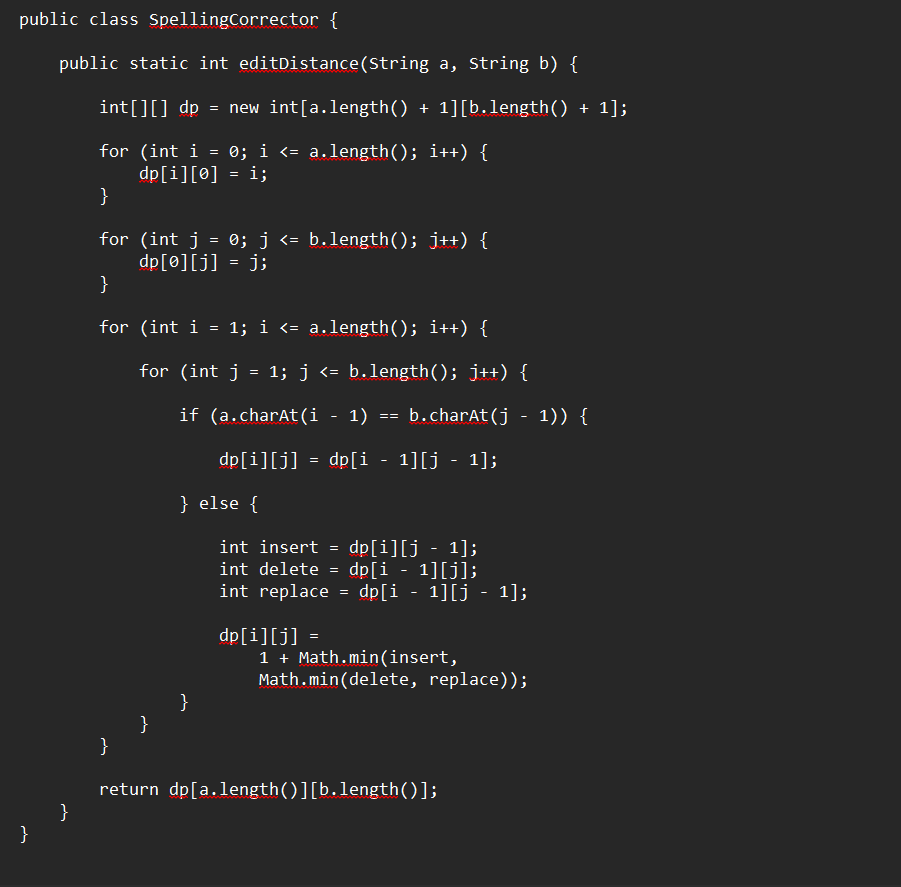 public class SpellingCorrector {
public static int editDistance(String a, String b) {
int[][] dp = new int[a.length() + 1][b.length() + 1];
for (int i = 0; i <= a.length(); i++) {
dp[i][0] = i;
}
for (int j = 0; j <= b.length(); j++) {
dp[0][j] = j;
}
for (int i = 1; i <= a.length(); i++) {
for (int j = 1; j <= b.length(); j++) {
if (a.charAt(i - 1) == b.charAt(j - 1)) {
dp[i][j] = dp[i - 1][j - 1];
} else {
int insert = dp[i][j - 1];
int delete = dp[i - 1][j];
int replace = dp[i - 1][j - 1];
dp[i][j] =
1 + Math.min(insert,
Math.min(delete, replace));
}
}
}
return dp[a.length()][b.length()];
}
}